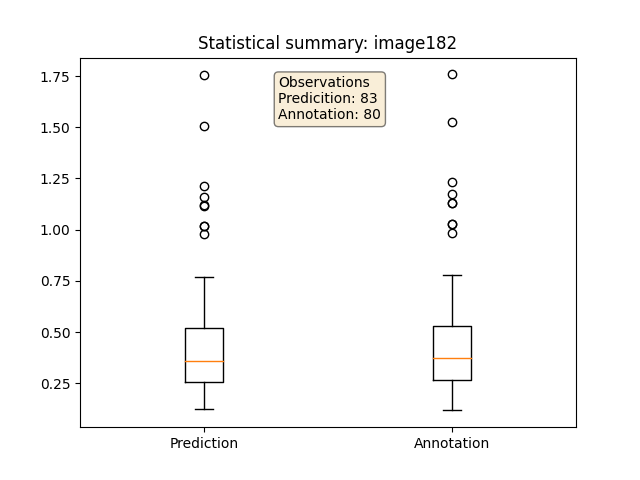 Statistical summary: image182
1.75
1.50
1.25
1.00
0.75
0.50
0.25
Observations
Predicition: 83
Annotation: 80
Prediction
Annotation